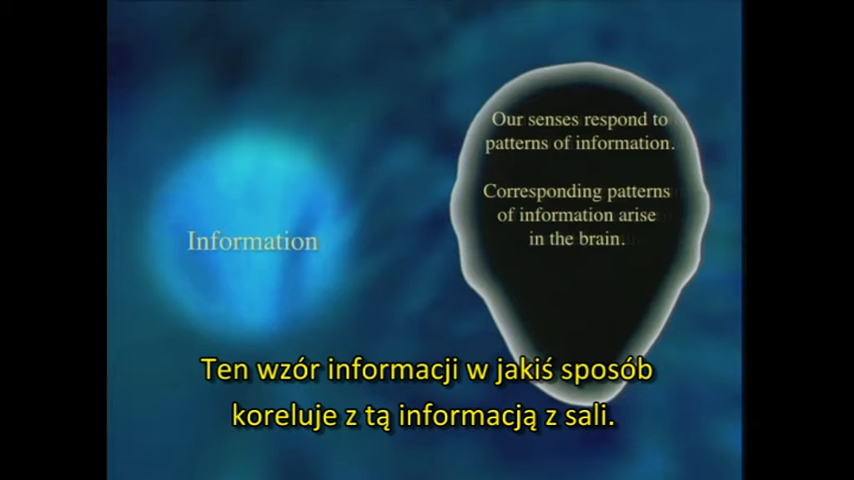 Our senses respond to
patterns of information.
Corresponding patterns
of information arise
in the brain.
Information
Ten wzór informacji w jakiś sposób
koreluje z tą informacją z sali.